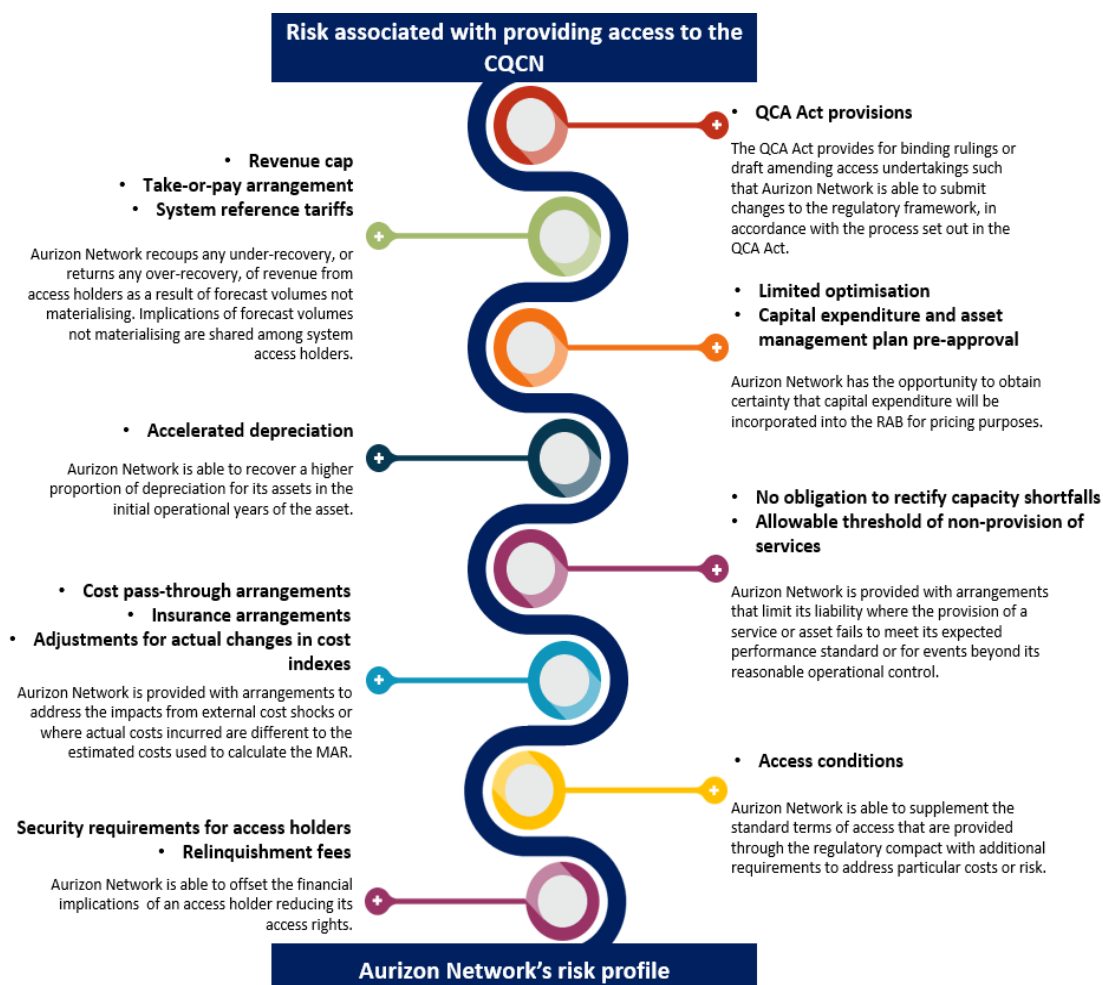 Risk associated with providing access to the
CQCN
• QCA Act provisions
The QCA Act provides for binding rulings or
draft amending access undertakings such
that Aurizon Network is able to submit
changes to the regulatory framework, in
accordance with the process set out in the
QCA Act.
• Revenue cap
• Take-or-pay arrangement
• System reference tariffs
Aurizon Network recoups any under-recovery, or
returns any over-recovery, of revenue from
access holders as a result of forecast volumes not
materialising. Implications of forecast volumes
not materialising are shared among system
access holders.
• Limited optimisation
• Capital expenditure and asset
management plan pre-approval
Aurizon Network has the opportunity to obtain
certainty that capital expenditure will be
incorporated into the RAB for pricing purposes.
• Accelerated depreciation
Aurizon Network is able to recover a higher
proportion of depreciation for its assets in the
initial operational years of the asset.
• No obligation to rectify capacity shortfalls
• Allowable threshold of non-provision of
services
Aurizon Network is provided with arrangements
that limit its liability where the provision of a
service or asset fails to meet its expected
performance standard or for events beyond its
reasonable operational control.
• Cost pass-through arrangements
• Insurance arrangements
• Adjustments for actual changes in cost
indexes
Aurizon Network is provided with arrangements to
address the impacts from external cost shocks or
where actual costs incurred are different to the
estimated costs used to calculate the MAR.
• Access conditions
Aurizon Network is able to supplement the
standard terms of access that are provided
through the regulatory compact with additional
requirements to address particular costs or risk.
Security requirements for access holders
• Relinquishment fees
Aurizon Network is able to offset the financial
implications of an access holder reducing its
access rights.
Aurizon Network's risk profile